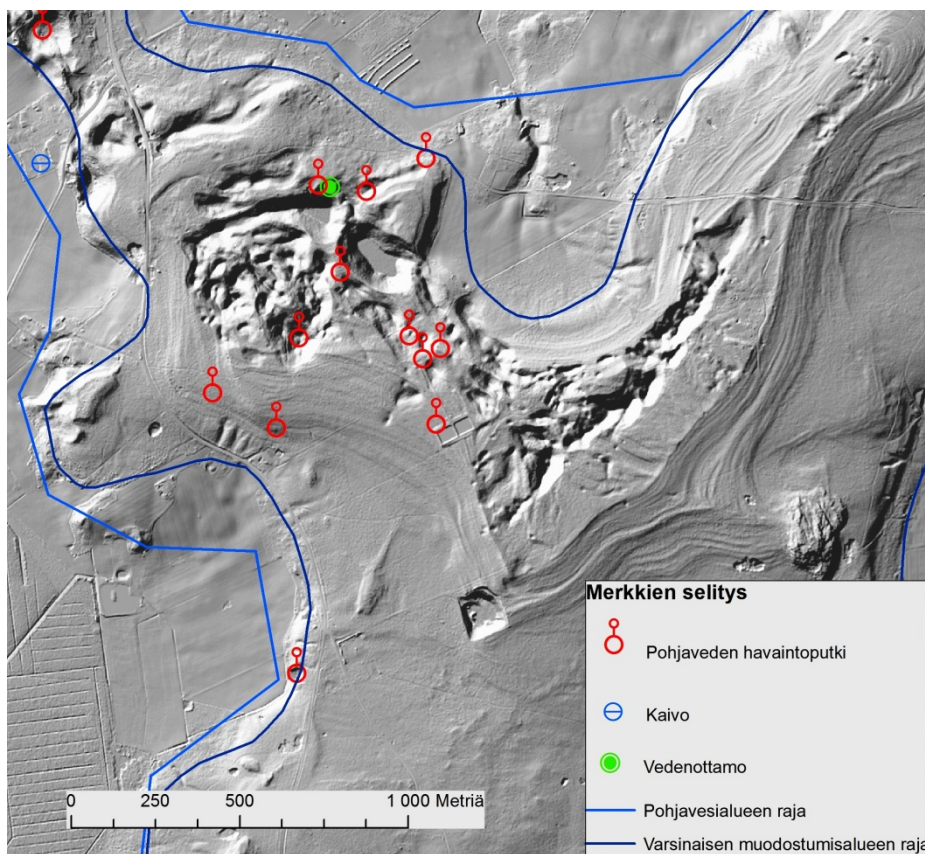 Merkkien selitys
Pohjaveden havaintoputki
Kaivo
Vedenottamo
Pohjavesialueen raja
Varsinaisen muodostumisalueen raja
0 250 500 1 000 Metriä